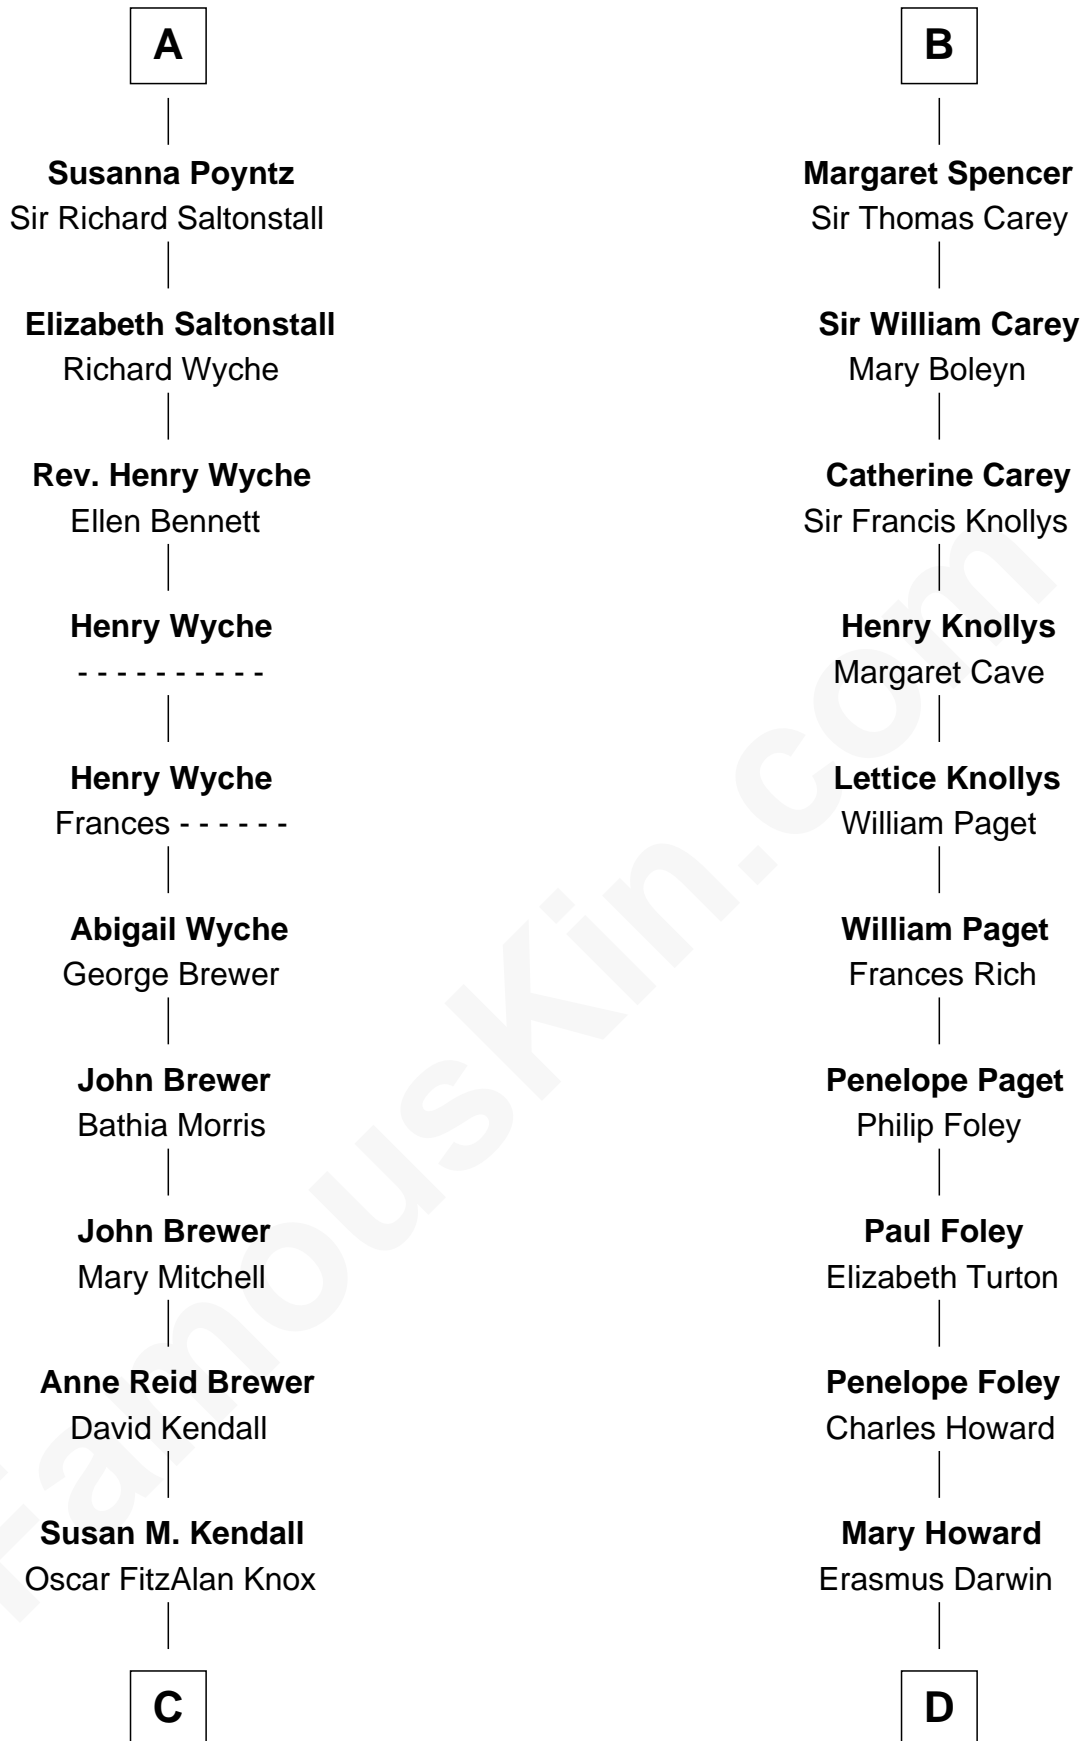 A
Susanna Poyntz
Sir Richard Saltonstall
Elizabeth Saltonstall
Richard Wyche
Rev. Henry Wyche
Ellen Bennett
Henry Wyche
- - - - - - - - - -
Henry Wyche
Frances - - - - - -
Abigail Wyche
George Brewer
John Brewer
Bathia Morris
John Brewer
Mary Mitchell
Anne Reid Brewer
David Kendall
Susan M. Kendall
Oscar FitzAlan Knox
C
B
Margaret Spencer
Sir Thomas Carey
Sir William Carey
Mary Boleyn
Catherine Carey
Sir Francis Knollys
Henry Knollys
Margaret Cave
Lettice Knollys
William Paget
William Paget
Frances Rich
Penelope Paget
Philip Foley
Paul Foley
Elizabeth Turton
Penelope Foley
Charles Howard
Mary Howard
Erasmus Darwin
D
FamousKin.com